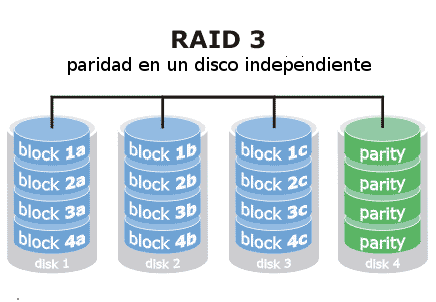 RAID 3
paridad en un disco independiente
block 1a block 1b block 1c parity
block 2a block 2b block 2c parity
block 3a block 3b block 3c parity
block 4a block 4b block 4c parity
disk 1 disk 2 disk 3 disk 4